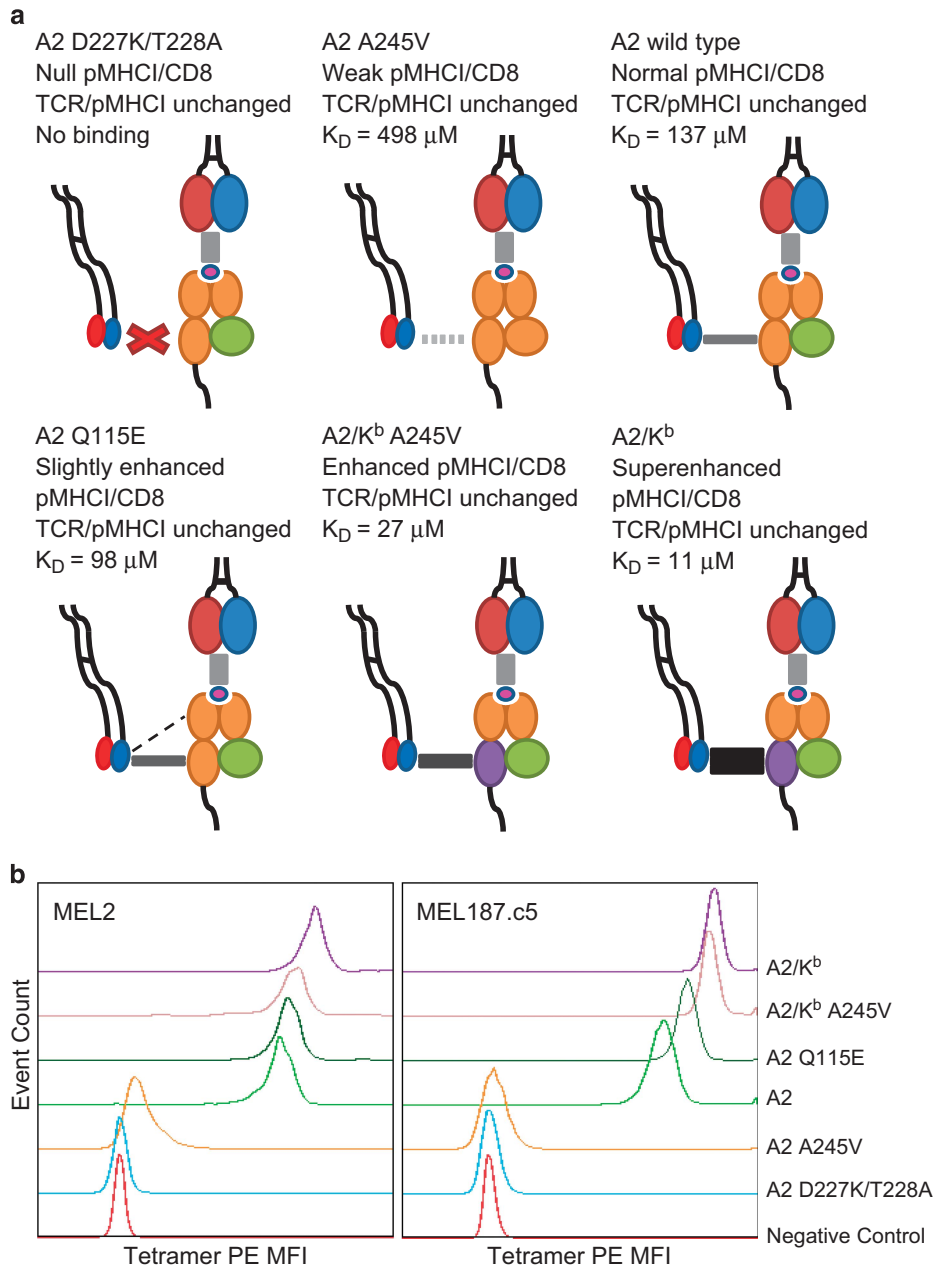 a
A2 D227K/T228A
Null pMHCI/CD8
TCR/pMHCI unchanged
No binding
A2 A245V
Weak pMHCI/CD8
TCR/pMHCI unchanged
KD = 498 μM
A2 wild type
Normal pMHCI/CD8
TCR/pMHCI unchanged
KD = 137 μM
A2 Q115E
Slightly enhanced
pMHCI/CD8
TCR/pMHCI unchanged
KD = 98 μM
A2/Kb A245V
Enhanced pMHCI/CD8
TCR/pMHCI unchanged
KD = 27 μM
A2/Kb
Superenhanced
pMHCI/CD8
TCR/pMHCI unchanged
KD = 11 μM
b
MEL2
MEL187.c5
Event Count
A2/Kb
A2/Kb A245V
A2 Q115E
A2
A2 A245V
A2 D227K/T228A
Negative Control
Tetramer PE MFI
Tetramer PE MFI